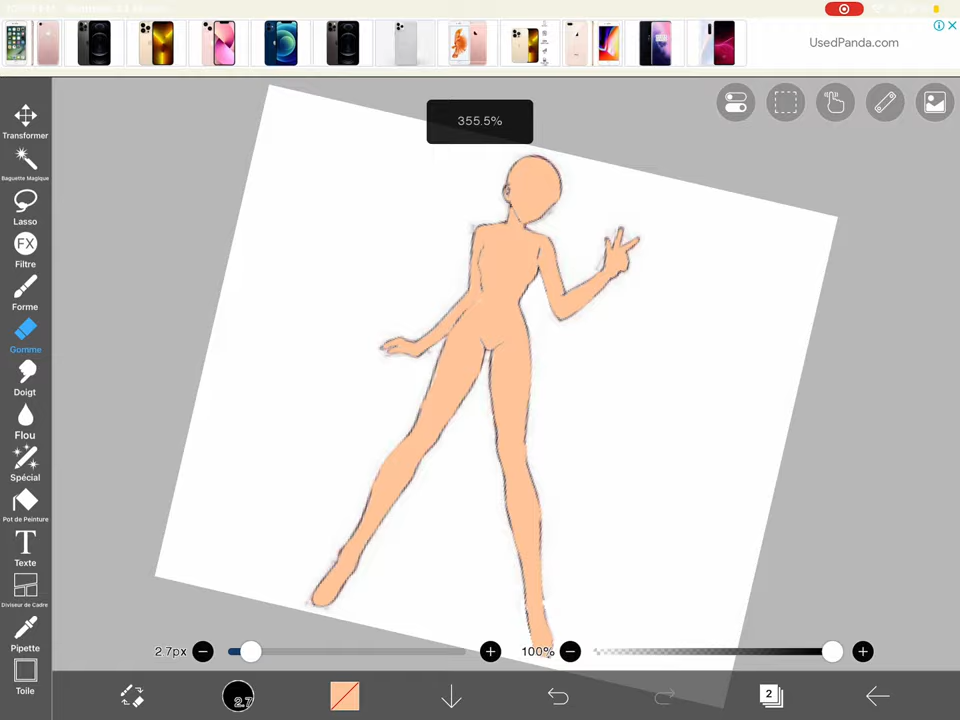 UsedPanda.com
355.5%
Transformer
Baguette Magique
Lasso
FX
Filtre
Forme
Gomme
Doigt
Flou
Spécial
Pot de Peinture
T
Texte
Diviseur de Cadre
Pipette
Toile
2.7px
100%
2.7
2